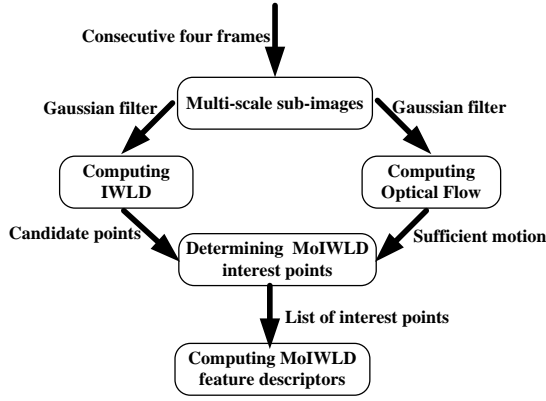 Consecutive four frames
Multi-scale sub-images
Gaussian filter
Gaussian filter
Computing
IWLD
Computing
Optical Flow
Candidate points
Sufficient motion
Determining MoIWLD
interest points
List of interest points
Computing MoIWLD
feature descriptors